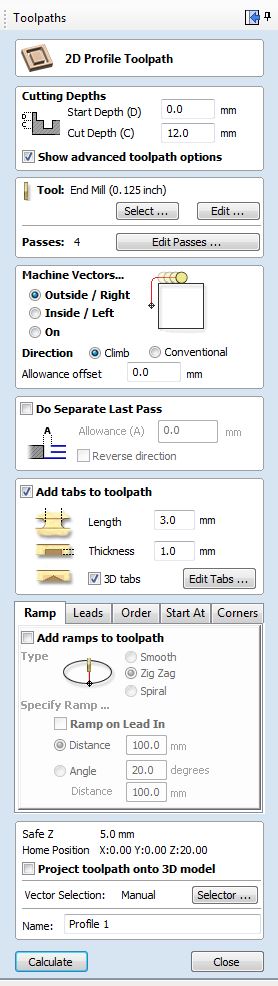 Toolpaths
2D Profile Toolpath
Cutting Depths
Start Depth (D) 0.0 mm
D
C
Cut Depth (C) 12.0 mm
Show advanced toolpath options
Tool: End Mill (0.125 inch)
Select ... Edit ...
Passes: 4 Edit Passes ...
Machine Vectors...
Outside / Right
Inside / Left
On
Direction Climb Conventional
Allowance offset 0.0 mm
Do Separate Last Pass
A Allowance (A) 0.0 mm
Reverse direction
Add tabs to toolpath
Length 3.0 mm
Thickness 1.0 mm
3D tabs Edit Tabs ...
Ramp Leads Order Start At Corners
Add ramps to toolpath
Type Smooth
Zig Zag
Spiral
Specify Ramp ...
Ramp on Lead In
Distance 100.0 mm
Angle 20.0 degrees
Distance 100.0 mm
Safe Z 5.0 mm
Home Position X:0.00 Y:0.00 Z:20.00
Project toolpath onto 3D model
Vector Selection: Manual Selector ...
Name: Profile 1
Calculate Close